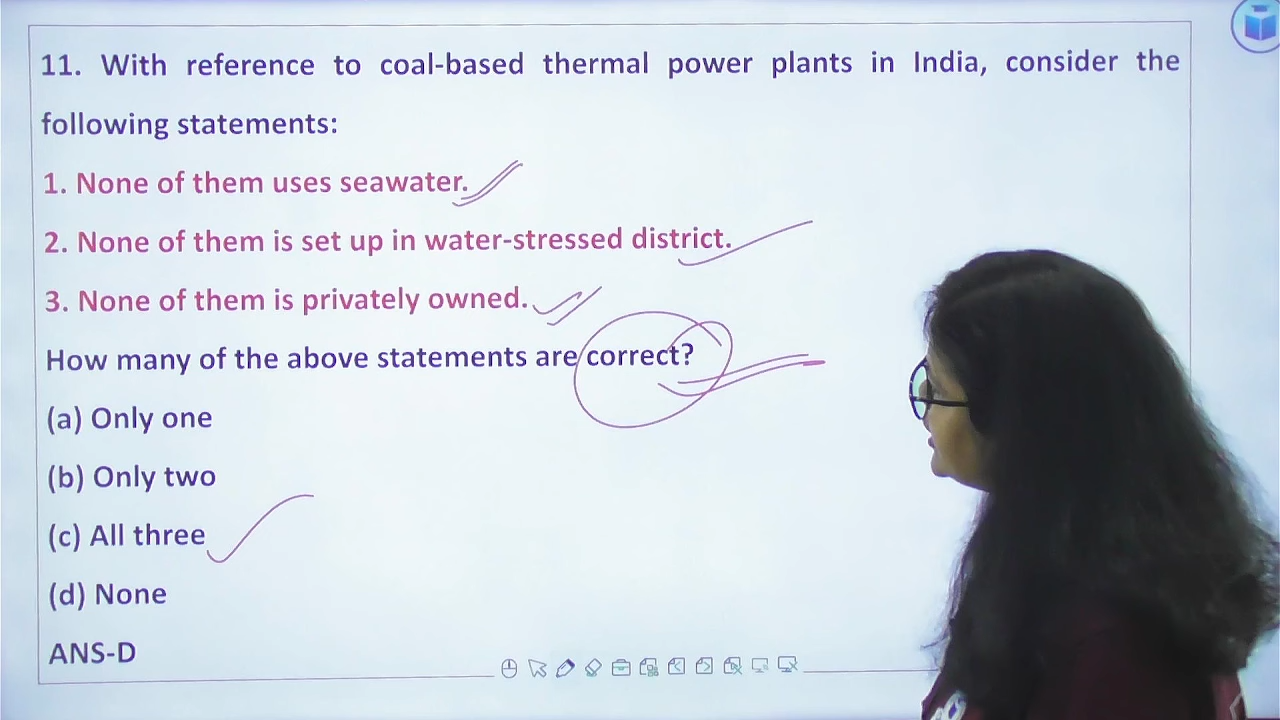 11. With reference to coal-based thermal power plants in India, consider the
following statements:
1. None of them uses seawater.
2. None of them is set up in water-stressed district.
3. None of them is privately owned.
How many of the above statements are correct?
(a) Only one
(b) Only two
(c) All three
(d) None
ANS-D